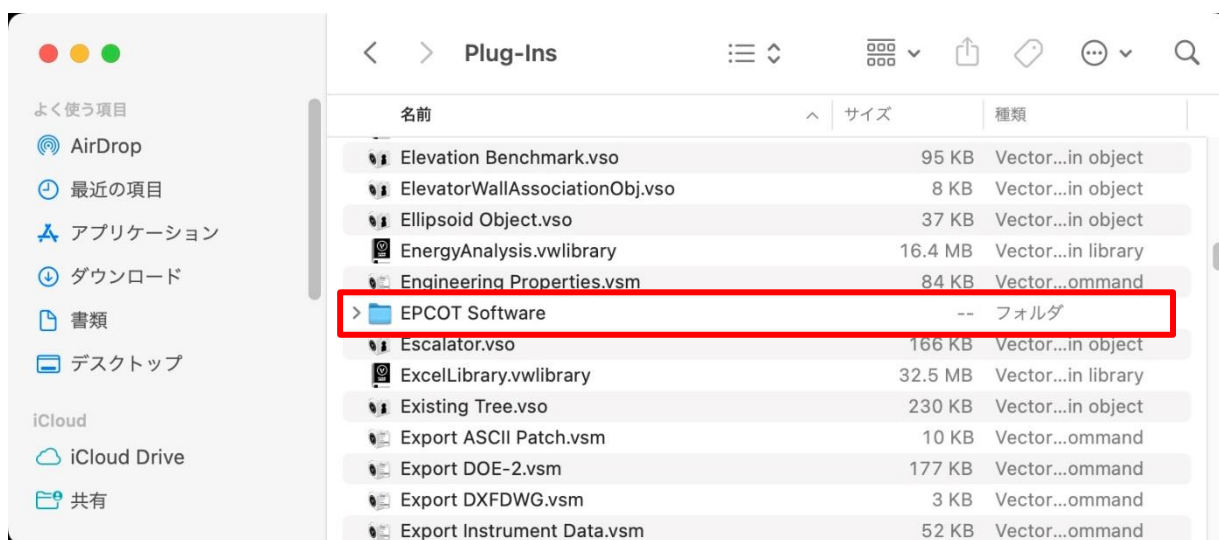 Plug-Ins
よく使う項目
AirDrop
最近の項目
アプリケーション
ダウンロード
書類
デスクトップ
iCloud
iCloud Drive
共有
名前 サイズ 種類
Elevation Benchmark.vso 95 KB Vector...in object
ElevatorWallAssociationObj.vso 8 KB Vector...in object
Ellipsoid Object.vso 37 KB Vector...in object
EnergyAnalysis.vwlibrary 16.4 MB Vector...in library
Engineering Properties.vsm 84 KB Vector...ommand
EPCOT Software -- フォルダ
Escalator.vso 166 KB Vector...in object
ExcelLibrary.vwlibrary 32.5 MB Vector...in library
Existing Tree.vso 230 KB Vector...in object
Export ASCII Patch.vsm 10 KB Vector...ommand
Export DOE-2.vsm 177 KB Vector...ommand
Export DXFDWG.vsm 3 KB Vector...ommand
Export Instrument Data.vsm 52 KB Vector...ommand